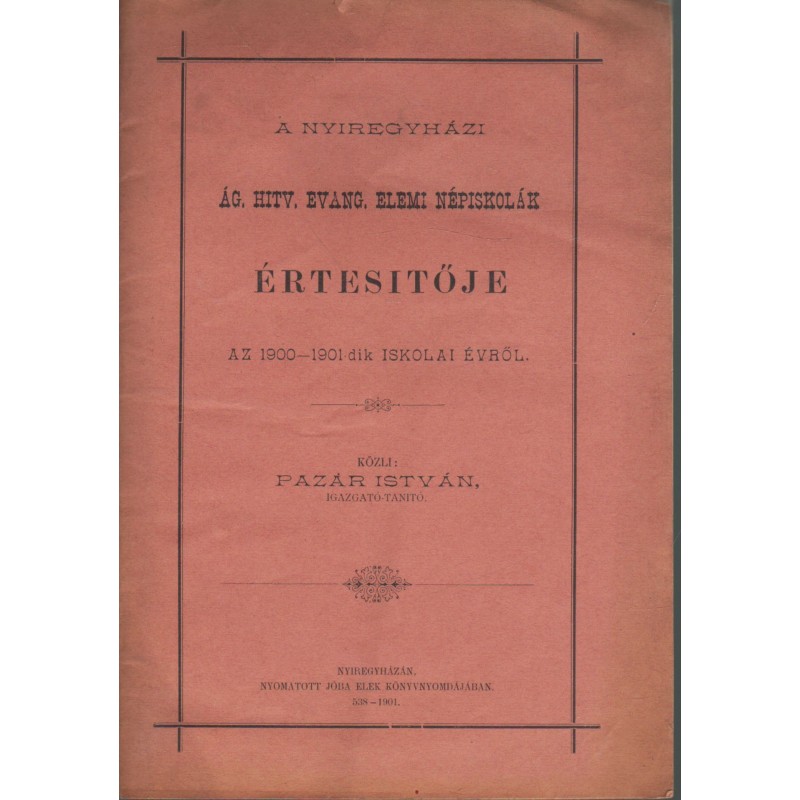 A NYIREGYHÁZI
ÁG. HITV. EVANG. ELEMI NÉPISKOLÁK
ÉRTESITŐJE
AZ 1900—1901-dik ISKOLAI ÉVRŐL.
KÖZLI:
PAZÁR ISTVÁN,
IGAZGATÓ-TANITÓ.
NYIREGYHÁZÁN.
NYOMATOTT JÓBA ELEK KÖNYVNYOMDÁJÁBAN.
538—1901.